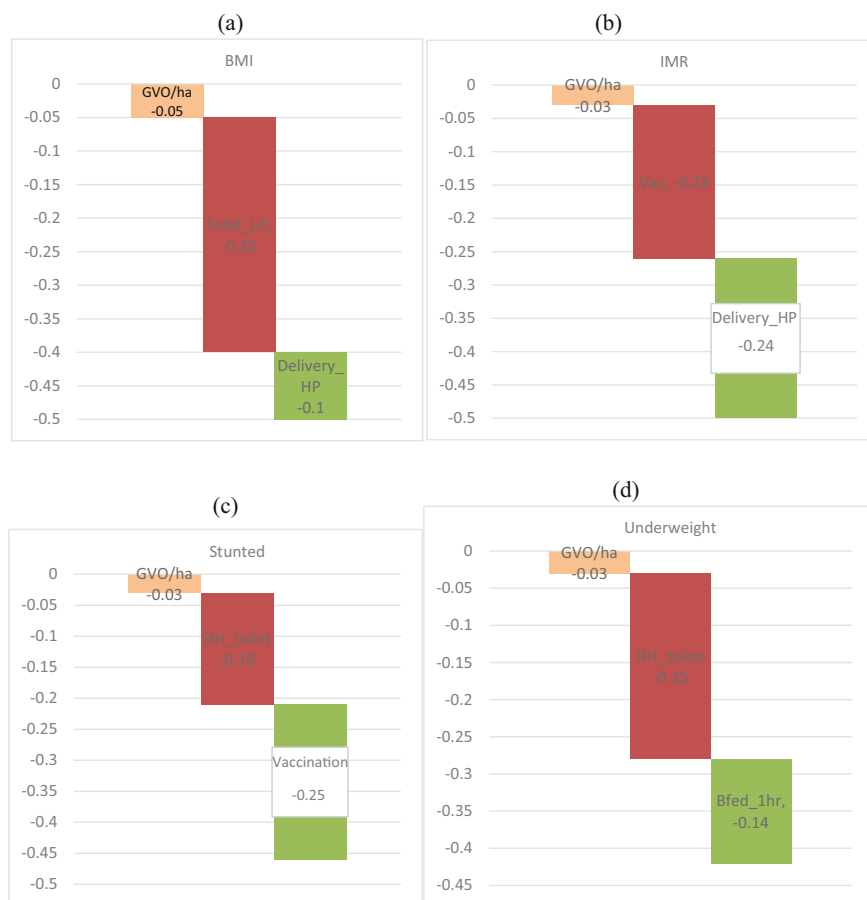 (a)
BMI
0
-0.05
-0.1
-0.15
-0.2
-0.25
-0.3
-0.35
-0.4
-0.45
-0.5
GVO/ha
-0.05
Total_Lit,
-0.35
Delivery_
HP
-0.1
(b)
IMR
0
-0.05
-0.1
-0.15
-0.2
-0.25
-0.3
-0.35
-0.4
-0.45
-0.5
GVO/ha
-0.03
Vac, -0.23
Delivery_HP
-0.24
(c)
Stunted
0
-0.05
-0.1
-0.15
-0.2
-0.25
-0.3
-0.35
-0.4
-0.45
-0.5
GVO/ha
-0.03
HH_toilet
-0.18
Vaccination
-0.25
(d)
Underweight
0
-0.05
-0.1
-0.15
-0.2
-0.25
-0.3
-0.35
-0.4
-0.45
GVO/ha
-0.03
HH_toilet
-0.25
Bfed_1hr,
-0.14